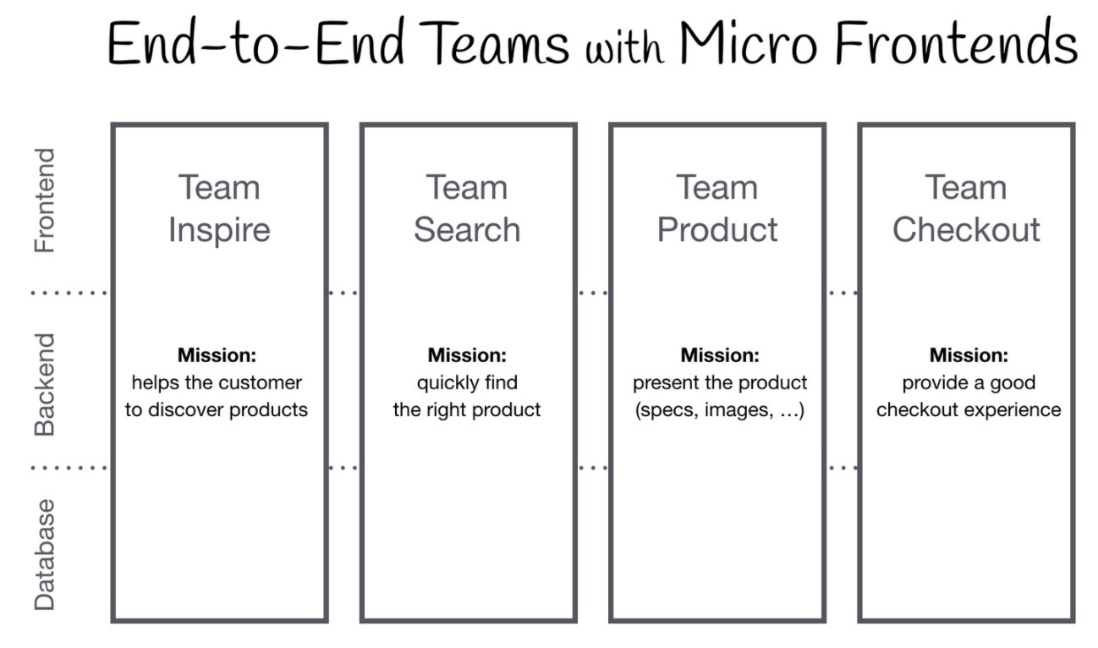 End-to-End Teams with Micro Frontends
Frontend
Backend
Database
Team
Inspire
Mission:
helps the customer
to discover products
Team
Search
Mission:
quickly find
the right product
Team
Product
Mission:
present the product
(specs, images, …)
Team
Checkout
Mission:
provide a good
checkout experience